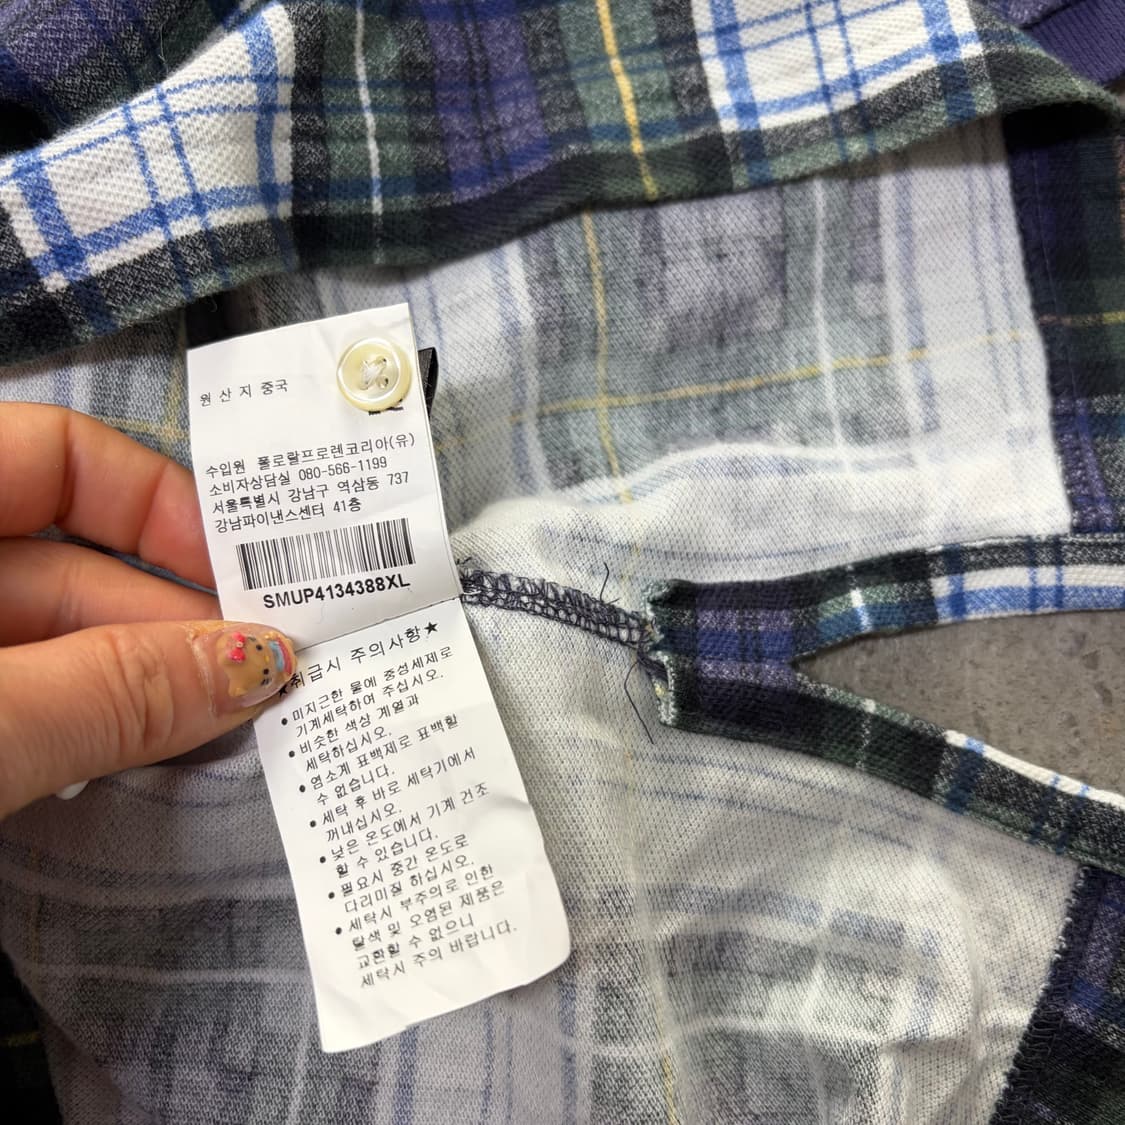 원 산 지 중국
수입원 폴로랄프로렌코리아(유)
소비자상담실 080-566-1199
서울특별시 강남구 역삼동 737
강남파이낸스센터 41층
SMUP4134388XL
★취급시 주의사항★
• 미지근한 물에 중성세제로
기계세탁하여 주십시오.
• 비슷한 색상 계열과
세탁하십시오.
• 염소계 표백제로 표백할
수 없습니다.
• 세탁 후 바로 세탁기에서
꺼내십시오.
• 낮은 온도에서 기계 건조
할 수 있습니다.
• 필요시 중간 온도로
다리미질 하십시오.
• 세탁시 부주의로 인한
탈색 및 오염된 제품은
교환할 수 없으니
세탁시 주의 바랍니다.